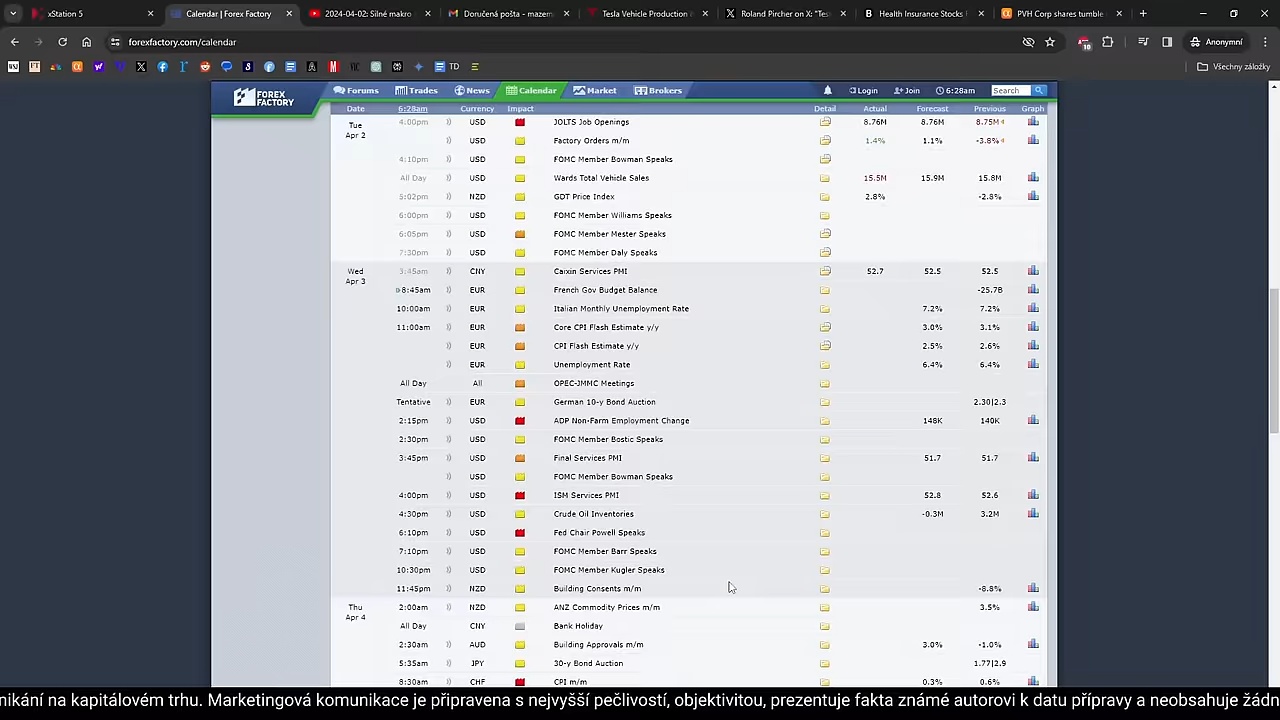 xStation 5
Calendar | Forex Factory
2024-04-02: Silné makro
Doručená pošta - mazem
Tesla Vehicle Production &
Roland Pircher on X: "Tes
Health Insurance Stocks
PVH Corp shares tumble
forexfactory.com/calendar
Anonymní
TD
Všechny záložky
FOREX FACTORY
Forums Trades News Calendar Market Brokers Login Join 6:28am Search
Date 6:28am Currency Impact Detail Actual Forecast Previous Graph
Tue Apr 2 4:00pm USD JOLTS Job Openings 8.76M 8.76M 8.75M
USD Factory Orders m/m 1.4% 1.1% -3.8%
4:10pm USD FOMC Member Bowman Speaks
All Day USD Wards Total Vehicle Sales 15.5M 15.9M 15.8M
5:02pm NZD GDT Price Index 2.8% -2.8%
6:00pm USD FOMC Member Williams Speaks
6:05pm USD FOMC Member Mester Speaks
7:30pm USD FOMC Member Daly Speaks
Wed Apr 3 3:45am CNY Caixin Services PMI 52.7 52.5 52.5
8:45am EUR French Gov Budget Balance -25.7B
10:00am EUR Italian Monthly Unemployment Rate 7.2% 7.2%
11:00am EUR Core CPI Flash Estimate y/y 3.0% 3.1%
EUR CPI Flash Estimate y/y 2.5% 2.6%
EUR Unemployment Rate 6.4% 6.4%
All Day All OPEC-JMMC Meetings
Tentative EUR German 10-y Bond Auction 2.30|2.3
2:15pm USD ADP Non-Farm Employment Change 148K 140K
2:30pm USD FOMC Member Bostic Speaks
3:45pm USD Final Services PMI 51.7 51.7
USD FOMC Member Bowman Speaks
4:00pm USD ISM Services PMI 52.8 52.6
4:30pm USD Crude Oil Inventories -0.3M 3.2M
6:10pm USD Fed Chair Powell Speaks
7:10pm USD FOMC Member Barr Speaks
10:30pm USD FOMC Member Kugler Speaks
11:45pm NZD Building Consents m/m -8.8%
Thu Apr 4 2:00am NZD ANZ Commodity Prices m/m 3.5%
All Day CNY Bank Holiday
2:30am AUD Building Approvals m/m 3.0% -1.0%
5:35am JPY 30-y Bond Auction 1.77|2.9
8:30am CHF CPI m/m 0.3% 0.6%
nikání na kapitálovém trhu. Marketingová komunikace je připravena s nejvyšší pečlivostí, objektivitou, prezentuje fakta známé autorovi k datu přípravy a neobsahuje žádn